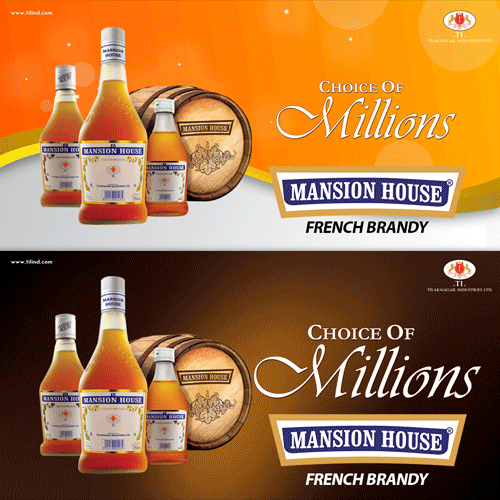 www.tilind.com
.TI.
TILAKNAGAR INDUSTRIES LTD.
CHOICE OF
Millions
MANSION HOUSE
MANSION HOUSE
MANSION HOUSE
MANSION HOUSE®
FRENCH BRANDY
www.tilind.com
.TI.
TILAKNAGAR INDUSTRIES LTD.
CHOICE OF
Millions
MANSION HOUSE
MANSION HOUSE
MANSION HOUSE
MANSION HOUSE®
FRENCH BRANDY